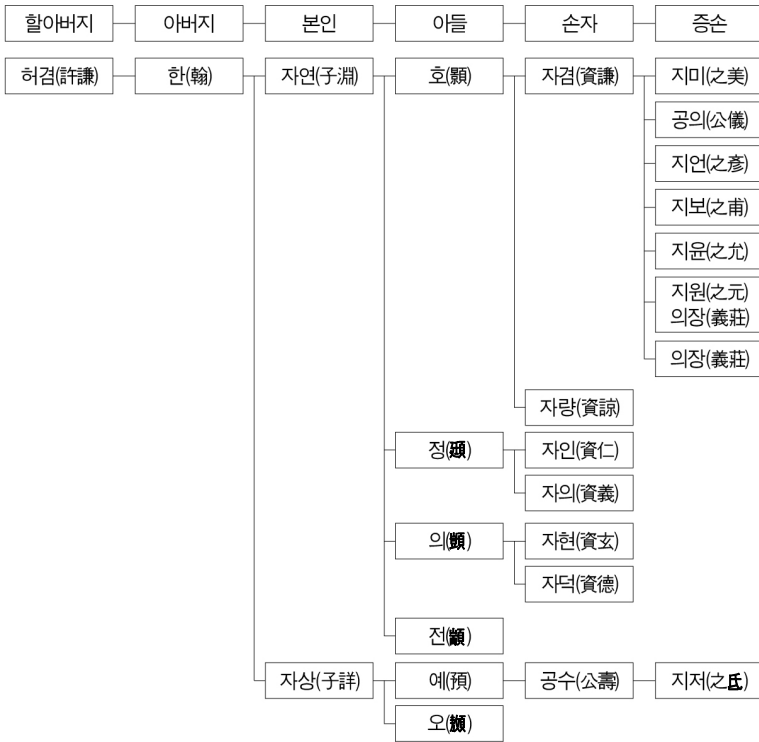 할아버지 아버지 본인 아들 손자 증손
허겸(許謙) 한(翰) 자연(子淵) 호(顥) 자겸(資謙) 지미(之美)
공의(公儀)
지언(之彥)
지보(之甫)
지윤(之允)
지원(之元)
의장(義莊)
의장(義莊)
자량(資諒)
정( ) 자인(資仁)
자의(資義)
의(顗) 자현(資玄)
자덕(資德)
전(顓)
자상(子詳) 예(預) 공수(公壽) 지저(之氐)
오( )